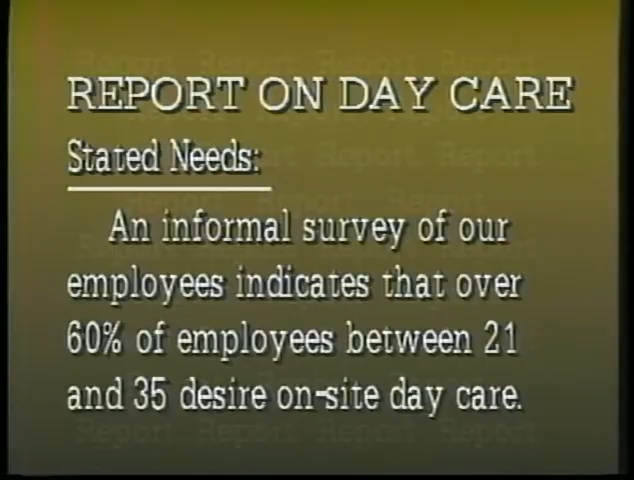 REPORT ON DAY CARE
Stated Needs:
An informal survey of our
employees indicates that over
60% of employees between 21
and 35 desire on-site day care.